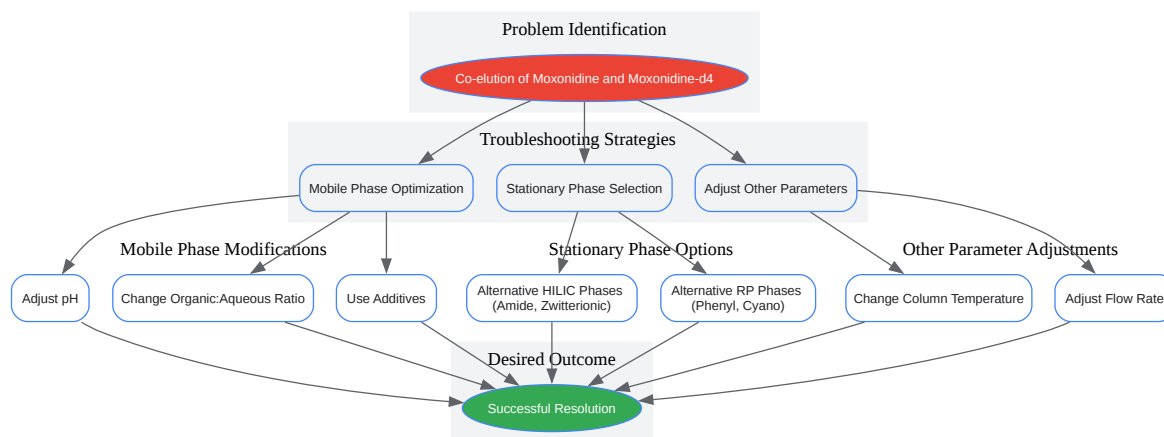 Problem Identification
Co-elution of Moxonidine and Moxonidine-d4
Troubleshooting Strategies
Mobile Phase Optimization
Stationary Phase Selection
Adjust Other Parameters
Mobile Phase Modifications
Stationary Phase Options
Other Parameter Adjustments
Adjust pH
Change Organic:Aqueous Ratio
Use Additives
Alternative HILIC Phases
(Amide, Zwitterionic)
Alternative RP Phases
(Phenyl, Cyano)
Change Column Temperature
Adjust Flow Rate
Desired Outcome
Successful Resolution